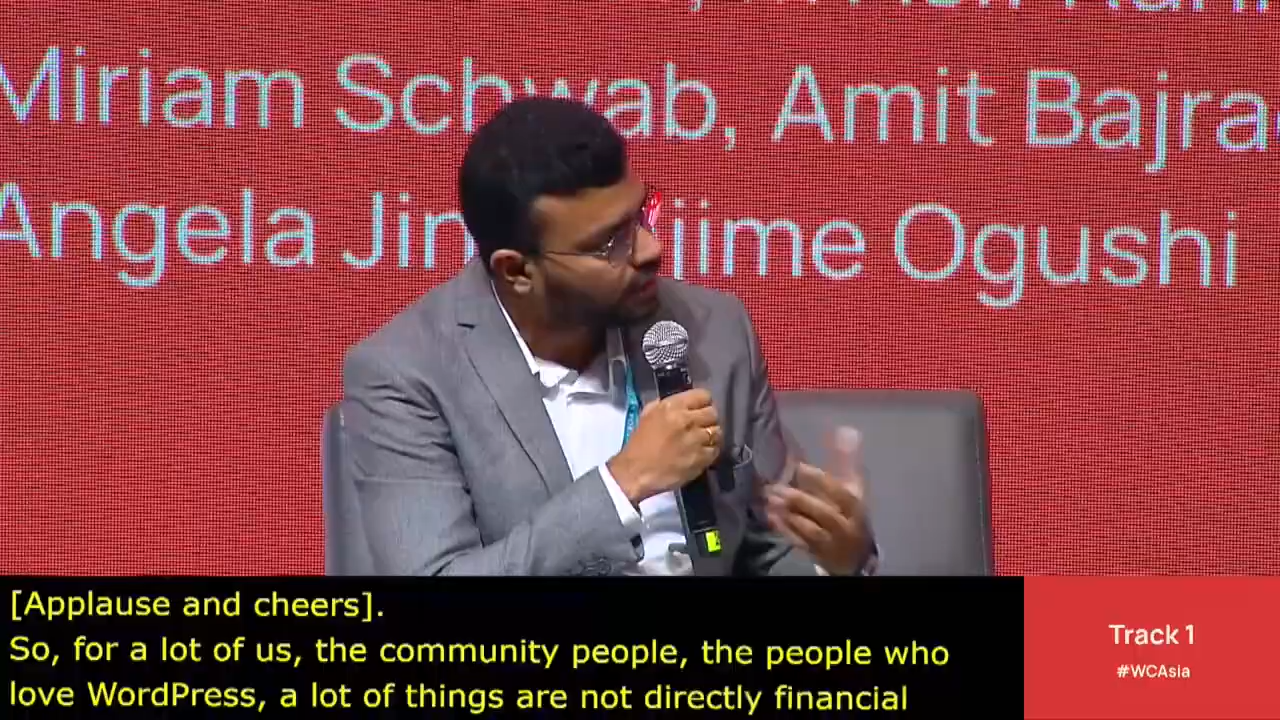 Miriam Schwab, Amit Bajra
Angela Jin
jime Ogushi
[Applause and cheers].
So, for a lot of us, the community people, the people who
love WordPress, a lot of things are not directly financial
Track 1
#WCAsia